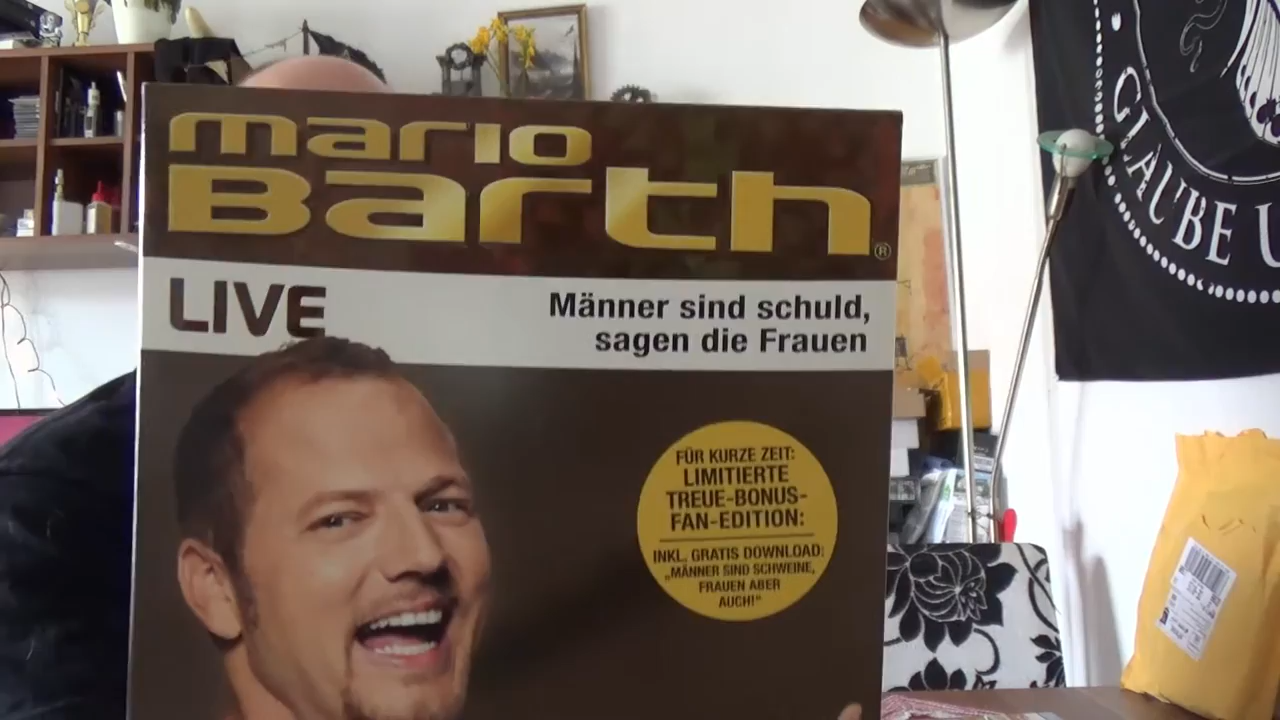 mario
Barth
®
LIVE
Männer sind schuld,
sagen die Frauen
FÜR KURZE ZEIT:
LIMITIERTE
TREUE-BONUS-
FAN-EDITION:
INKL. GRATIS DOWNLOAD:
„MÄNNER SIND SCHWEINE,
FRAUEN ABER
AUCH!“
GLAUBE U